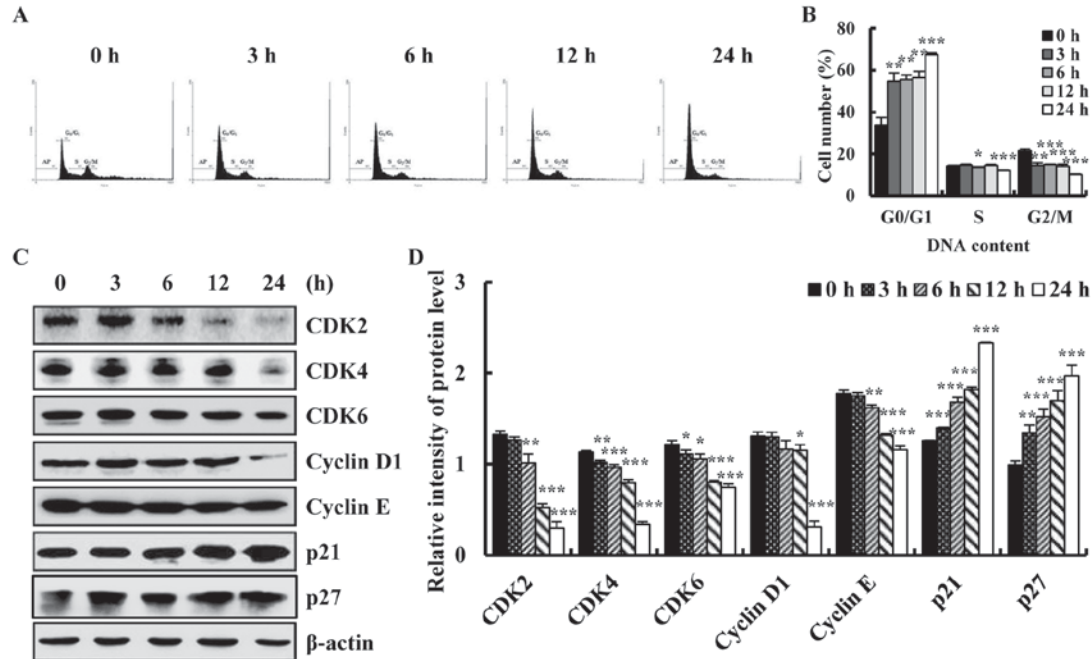 A
0 h
3 h
6 h
12 h
24 h
G₀/G₁
AP
S
G₂/M
G₀/G₁
AP
S
G₂/M
G₀/G₁
AP
S
G₂/M
G₀/G₁
AP
S
G₂/M
G₀/G₁
AP
S
G₂/M
B
Cell number (%)
80
60
40
20
0
** ** ** ***
* ***
** *** *** ***
0 h
3 h
6 h
12 h
24 h
G0/G1
S
G2/M
DNA content
C
0 3 6 12 24 (h)
CDK2
CDK4
CDK6
Cyclin D1
Cyclin E
p21
p27
β-actin
D
Relative intensity of protein level
3
2
1
0
0 h 3 h 6 h 12 h 24 h
** *** ***
** *** *** ***
* * *** ***
* ***
** *** ***
*** *** *** ***
** *** *** ***
CDK2
CDK4
CDK6
Cyclin D1
Cyclin E
p21
p27